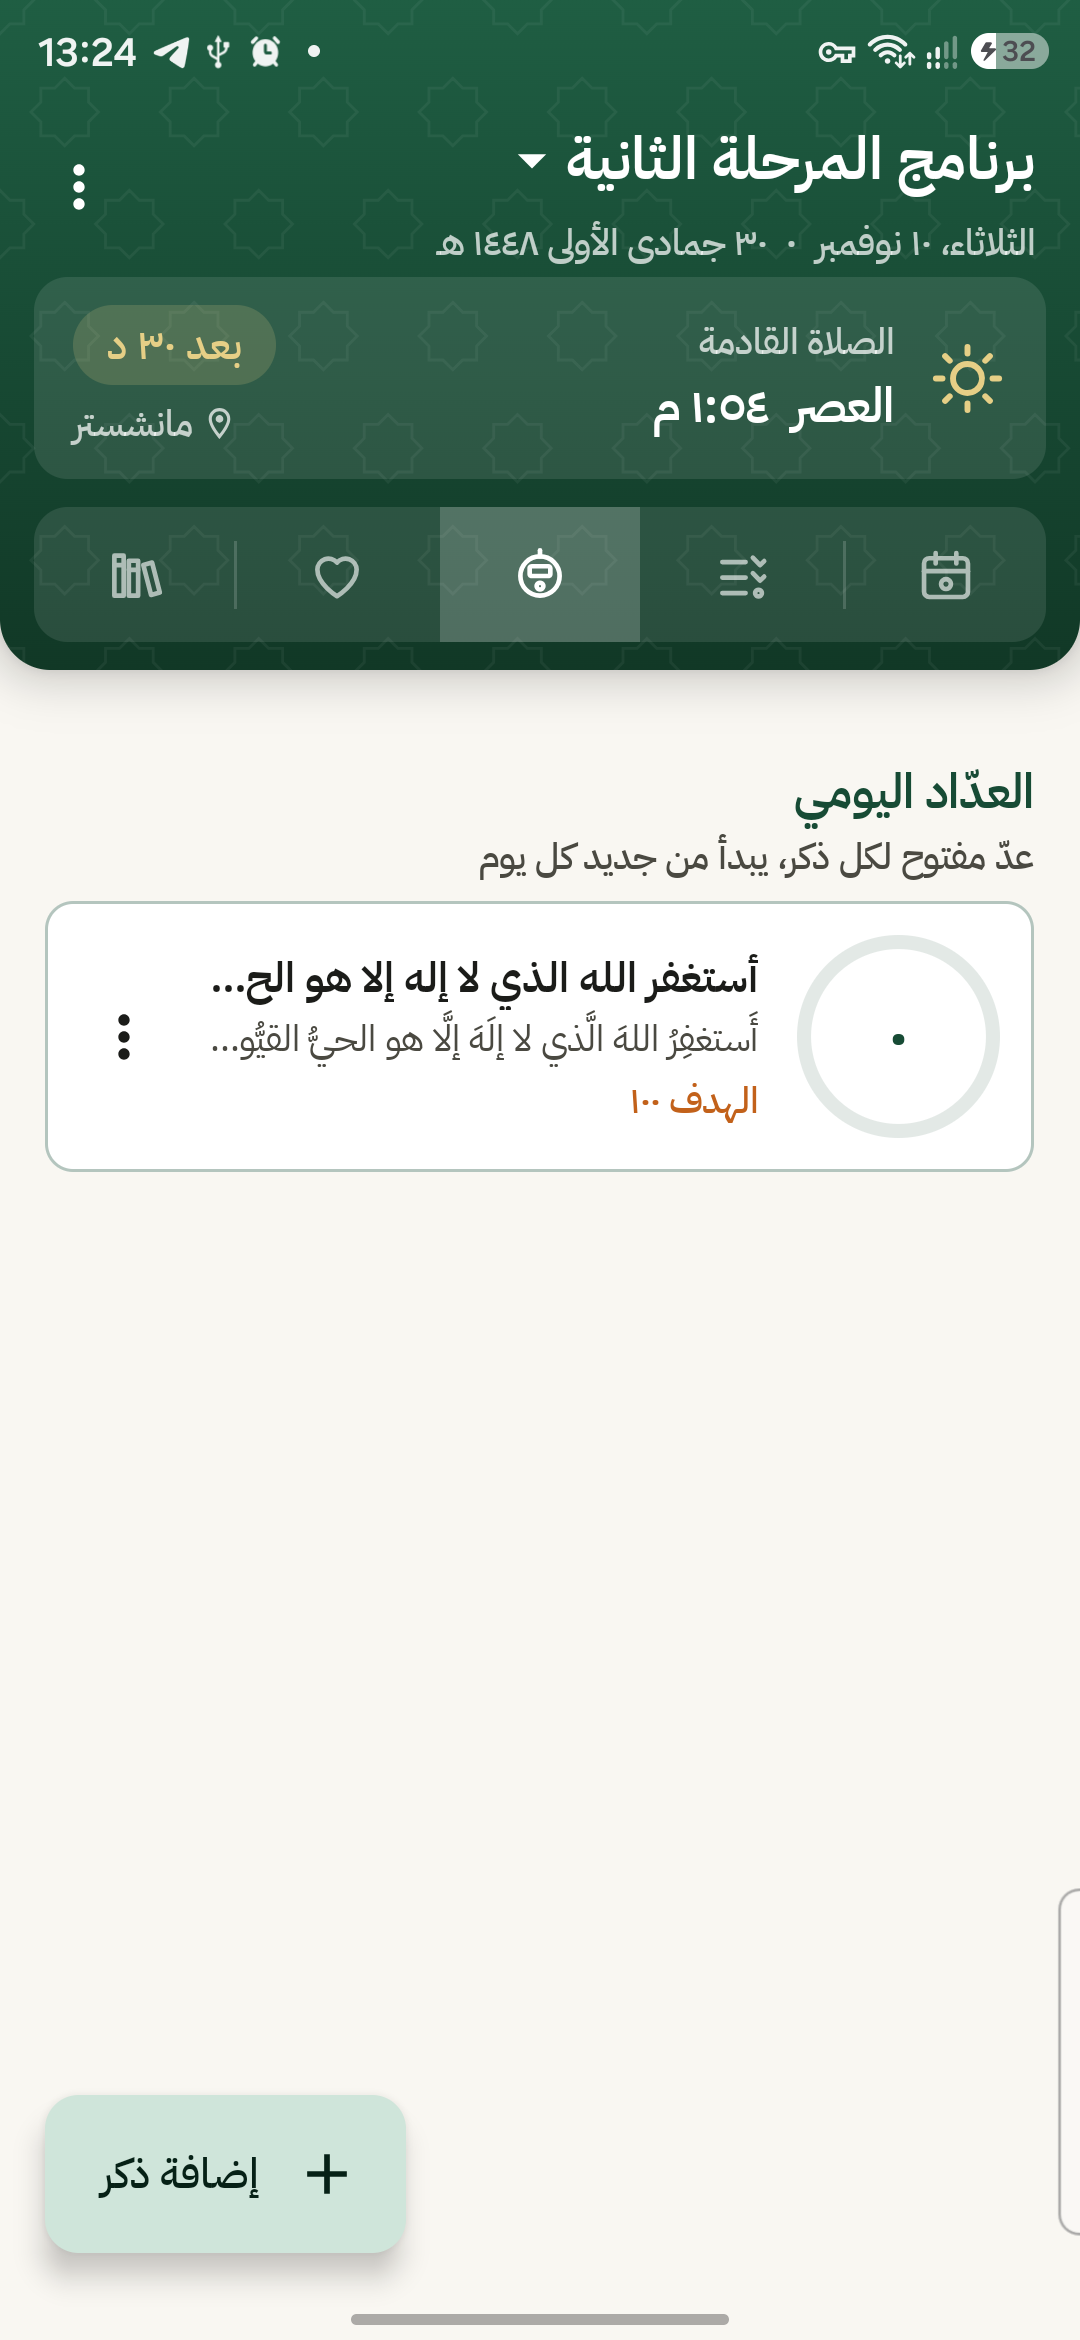 13:24
32
برنامج المرحلة الثانية
الثلاثاء، ١٠ نوفمبر · ٣٠ جمادى الأولى ١٤٤٨ هـ
الصلاة القادمة
بعد ٣٠ د
العصر ١:٥٤ م
مانشستر
العدّاد اليومي
عدّ مفتوح لكل ذكر، يبدأ من جديد كل يوم
أستغفر الله الذي لا إله إلا هو الح...
أَستغفِرُ اللهَ الَّذي لا إلَهَ إلَّا هو الحيُّ القيُّو...
الهدف ١٠٠
٠
إضافة ذكر